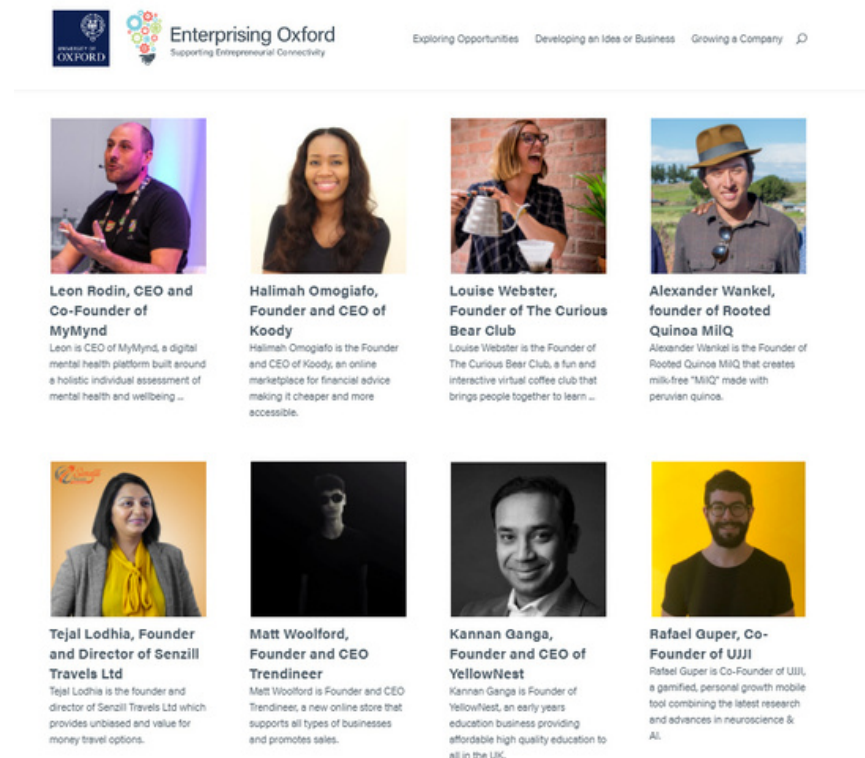 UNIVERSITY OF
OXFORD
Enterprising Oxford
Supporting Entrepreneurial Connectivity
Exploring Opportunities
Developing an Idea or Business
Growing a Company
Leon Rodin, CEO and
Co-Founder of
MyMynd
Leon is CEO of MyMynd, a digital
mental health platform built around
a holistic individual assessment of
mental health and wellbeing ...
Halimah Omogiafo,
Founder and CEO of
Koody
Halimah Omogiafo is the Founder
and CEO of Koody, an online
marketplace for financial advice
making it cheaper and more
accessible.
Louise Webster,
Founder of The Curious
Bear Club
Louise Webster is the Founder of
The Curious Bear Club, a fun and
interactive virtual coffee club that
brings people together to learn ...
Alexander Wankel,
founder of Rooted
Quinoa MilQ
Alexander Wankel is the Founder of
Rooted Quinoa MilQ that creates
milk-free "MilQ" made with
peruvian quinoa.
Senzill
Tejal Lodhia, Founder
and Director of Senzill
Travels Ltd
Tejal Lodhia is the founder and
director of Senzill Travels Ltd which
provides unbiased and value for
money travel options.
Matt Woolford,
Founder and CEO
Trendineer
Matt Woolford is Founder and CEO
Trendineer, a new online store that
supports all types of businesses
and promotes sales.
Kannan Ganga,
Founder and CEO of
YellowNest
Kannan Ganga is Founder of
YellowNest, an early years
education business providing
affordable high quality education to
all in the UK.
Rafael Guper, Co-
Founder of UJJI
Rafael Guper is Co-Founder of UJJI,
a gamified, personal growth mobile
tool combining the latest research
and advances in neuroscience &
AI.